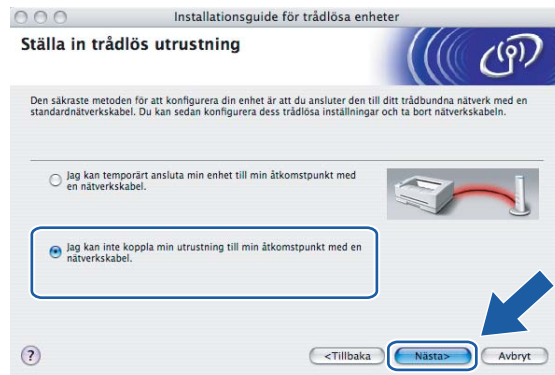 Installationsguide för trådlösa enheter
Ställa in trådlös utrustning
Den säkraste metoden för att konfigurera din enhet är att du ansluter den till ditt trådbundna nätverk med en
standardnätverkskabel. Du kan sedan konfigurera dess trådlösa inställningar och ta bort nätverkskabeln.
Jag kan temporärt ansluta min enhet till min åtkomstpunkt med
en nätverkskabel.
Jag kan inte koppla min utrustning till min åtkomstpunkt med en
nätverkskabel.
?
<Tillbaka
Nästa>
Avbryt